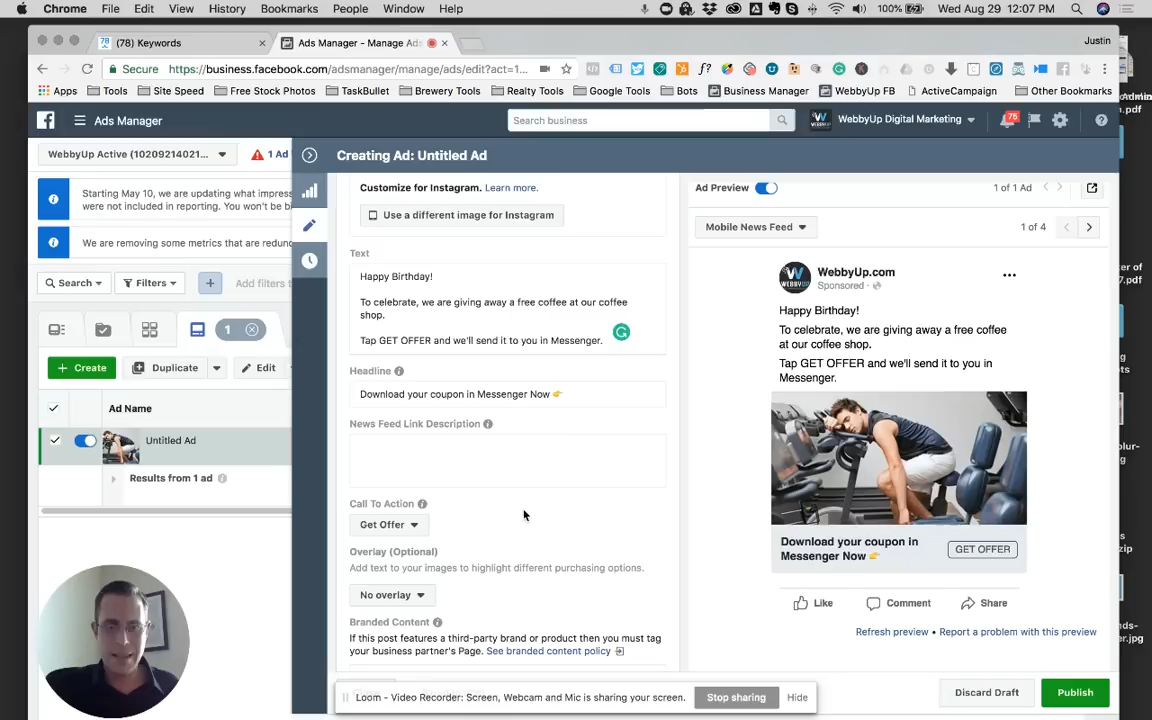 Chrome File Edit View History Bookmarks People Window Help 100% Wed Aug 29 12:07 PM
(78) Keywords Ads Manager - Manage Ads Justin
Secure https://business.facebook.com/adsmanager/manage/ads/edit?act=1...
Apps Tools Site Speed Free Stock Photos TaskBullet Brewery Tools Realty Tools Google Tools Bots Business Manager WebbyUp FB ActiveCampaign Other Bookmarks
Ads Manager Search business WebbyUp Digital Marketing 75
WebbyUp Active (10209214021... 1 Ad
Creating Ad: Untitled Ad
Starting May 10, we are updating what impress
were not included in reporting. You won't be b
We are removing some metrics that are redun
Search Filters + Add filters t
1
+ Create Duplicate Edit
Ad Name
Untitled Ad
Results from 1 ad
Customize for Instagram. Learn more.
Use a different image for Instagram
Text
Happy Birthday!
To celebrate, we are giving away a free coffee at our coffee
shop.
Tap GET OFFER and we'll send it to you in Messenger.
Headline
Download your coupon in Messenger Now 👉
News Feed Link Description
Call To Action
Get Offer
Overlay (Optional)
Add text to your images to highlight different purchasing options.
No overlay
Branded Content
If this post features a third-party brand or product then you must tag
your business partner's Page. See branded content policy
Ad Preview 1 of 1 Ad
Mobile News Feed 1 of 4
WebbyUp.com
Sponsored
Happy Birthday!
To celebrate, we are giving away a free coffee
at our coffee shop.
Tap GET OFFER and we'll send it to you in
Messenger.
Download your coupon in
Messenger Now 👉
GET OFFER
Like Comment Share
Refresh preview • Report a problem with this preview
Loom - Video Recorder: Screen, Webcam and Mic is sharing your screen. Stop sharing Hide
Discard Draft Publish